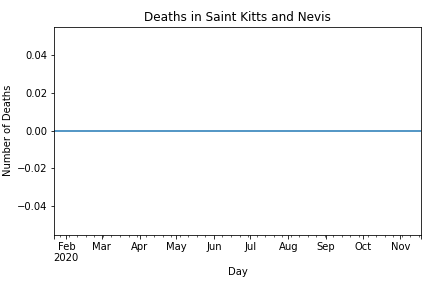 Deaths in Saint Kitts and Nevis
Number of Deaths
0.04
0.02
0.00
−0.02
−0.04
Feb Mar Apr May Jun Jul Aug Sep Oct Nov
2020
Day